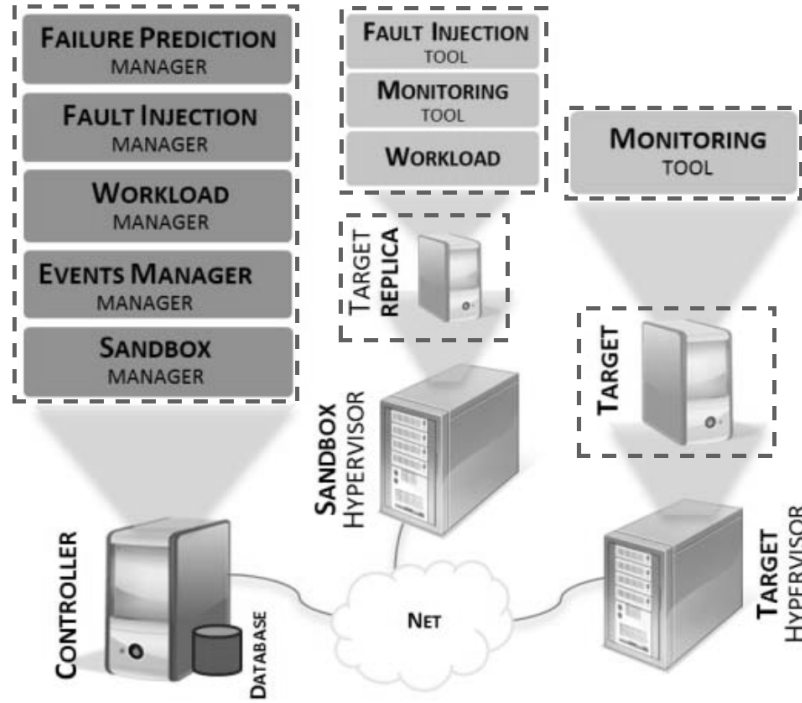 FAILURE PREDICTION
MANAGER
FAULT INJECTION
MANAGER
WORKLOAD
MANAGER
EVENTS MANAGER
MANAGER
SANDBOX
MANAGER
FAULT INJECTION
TOOL
MONITORING
TOOL
WORKLOAD
MONITORING
TOOL
TARGET
REPLICA
TARGET
SANDBOX
HYPERVISOR
TARGET
HYPERVISOR
CONTROLLER
DATABASE
NET